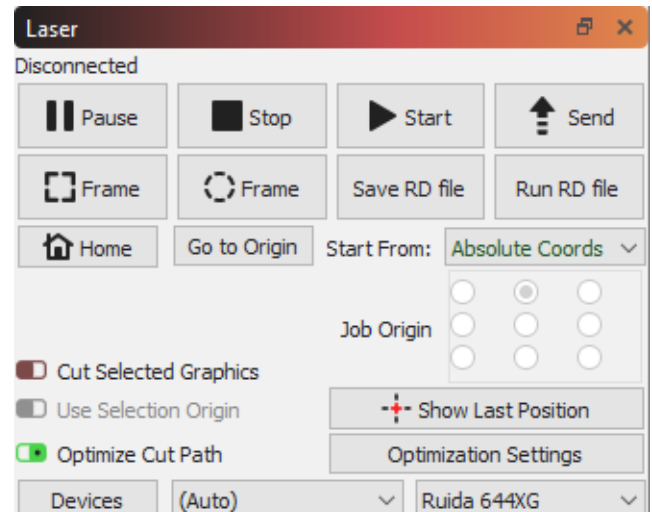 Laser
Disconnected
Pause Stop Start Send
Frame Frame Save RD file Run RD file
Home Go to Origin Start From: Absolute Coords
Job Origin
Cut Selected Graphics
Use Selection Origin Show Last Position
Optimize Cut Path Optimization Settings
Devices (Auto) Ruida 644XG